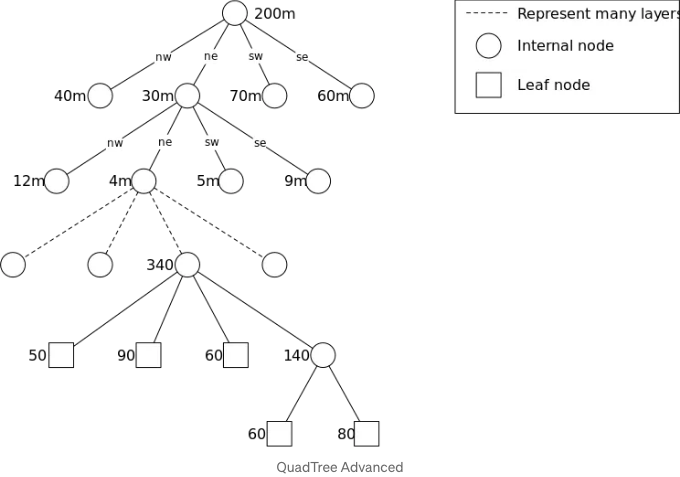 200m
Represent many layers
Internal node
Leaf node
nw ne sw se
40m 30m 70m 60m
nw ne sw se
12m 4m 5m 9m
340
50 90 60 140
60 80
QuadTree Advanced